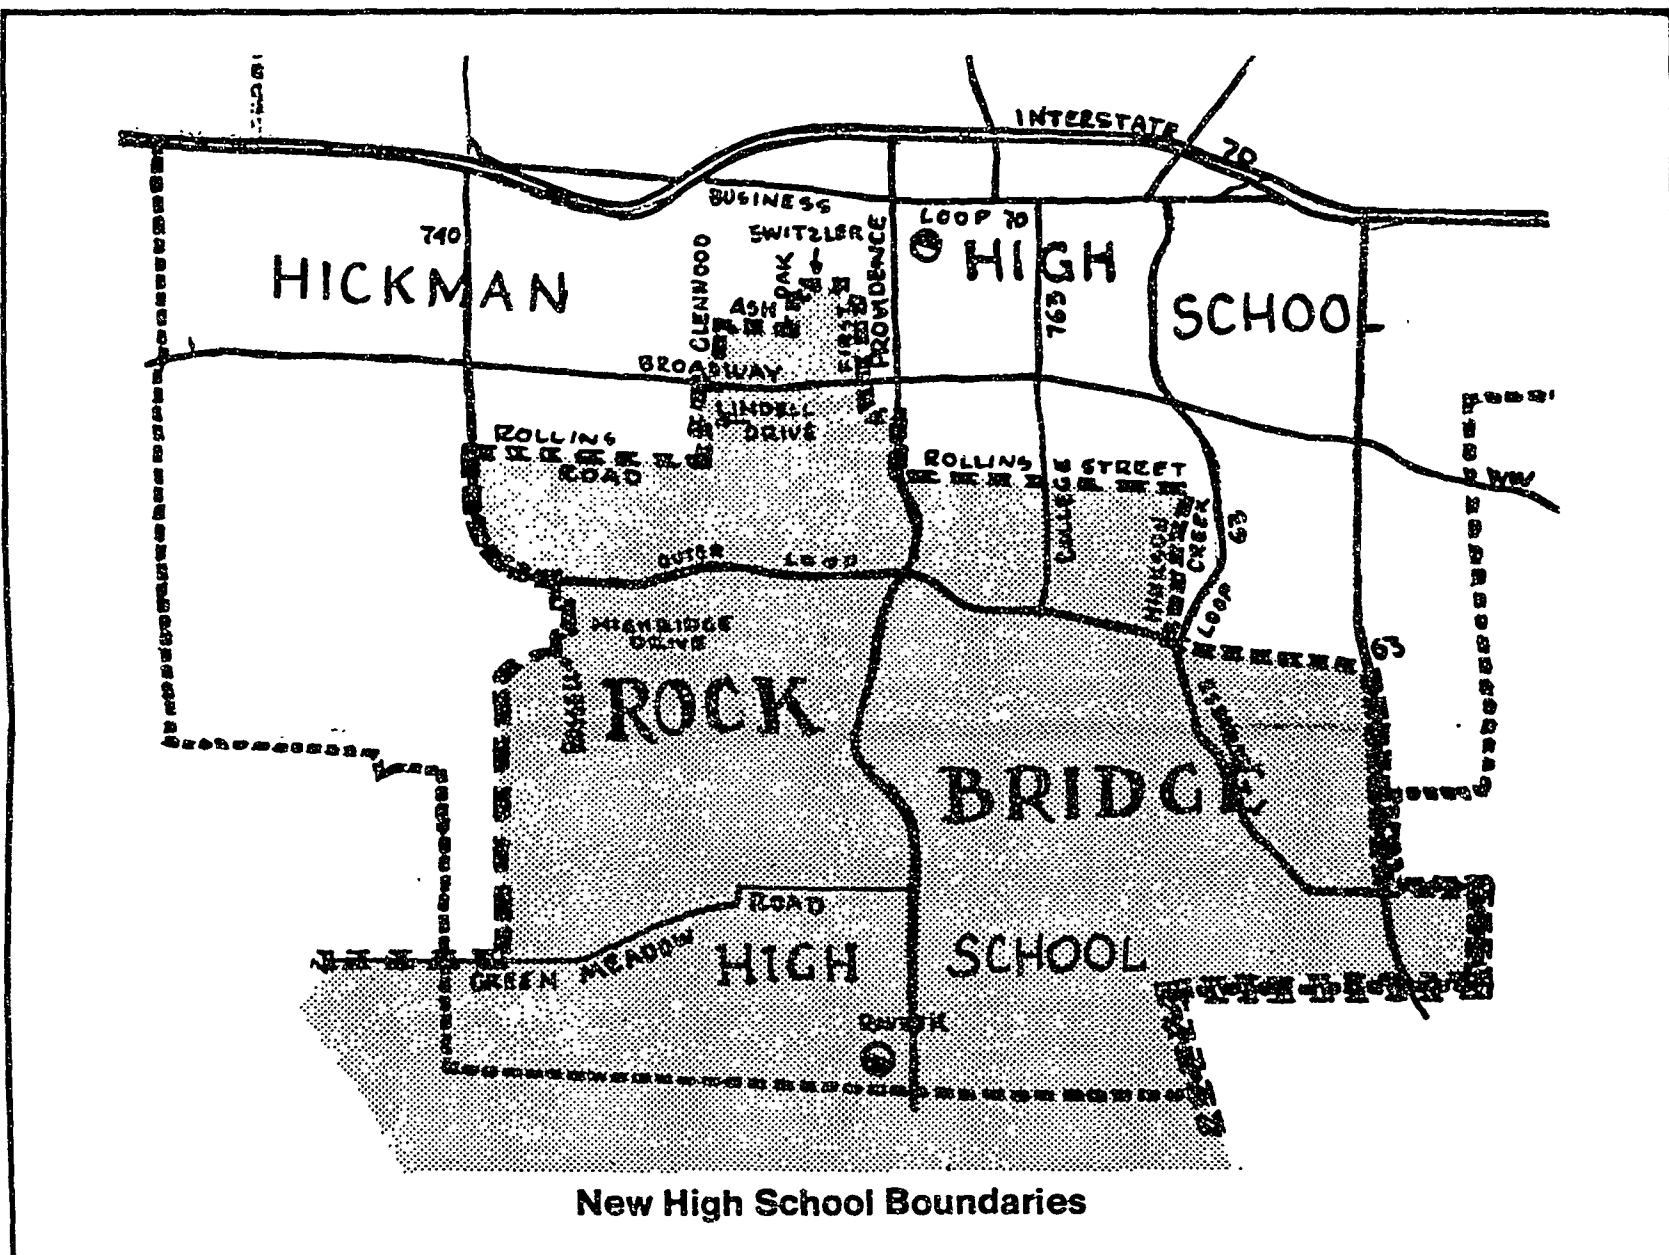 INTERSTATE 70
BUSINESS LOOP 70
740
SWITZLER
HICKMAN HIGH SCHOOL
GLENWOOD
OAK
PROVIDENCE
ASH
FIRST
763
BROADWAY
LINDELL
DRIVE
ROLLINS
ROAD
ROLLINS STREET
COLLEGE
WW
HINKSON
CREEK
63
LOOP
OUTER LOOP
HIGHRIDGE
DRIVE
63
ROCK
BRIDGE
ROAD
GREEN MEADOW
HIGH SCHOOL
New High School Boundaries